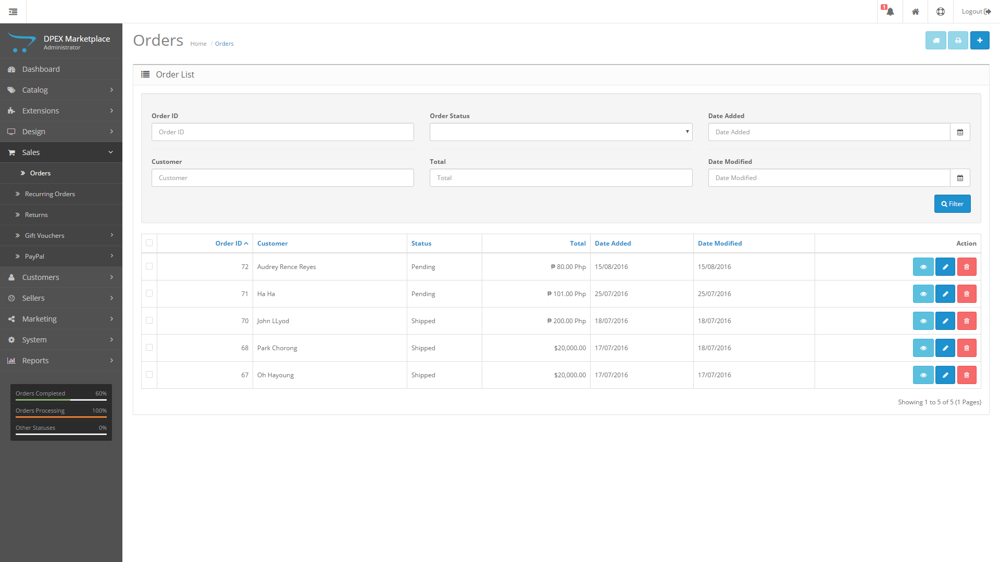 1
Logout
DPEX Marketplace
Administrator
Dashboard
Catalog
Extensions
Design
Sales
Orders
Recurring Orders
Returns
Gift Vouchers
PayPal
Customers
Sellers
Marketing
System
Reports
Orders Completed 60%
Orders Processing 100%
Other Statuses 0%
Orders Home / Orders
Order List
Order ID Order Status Date Added
Order ID Date Added
Customer Total Date Modified
Customer Total Date Modified
Filter
Order ID Customer Status Total Date Added Date Modified Action
72 Audrey Rence Reyes Pending ₱ 80.00 Php 15/08/2016 15/08/2016
71 Ha Ha Pending ₱ 101.00 Php 25/07/2016 25/07/2016
70 John LLyod Shipped ₱ 200.00 Php 18/07/2016 18/07/2016
68 Park Chorong Shipped $20,000.00 17/07/2016 18/07/2016
67 Oh Hayoung Shipped $20,000.00 17/07/2016 17/07/2016
Showing 1 to 5 of 5 (1 Pages)